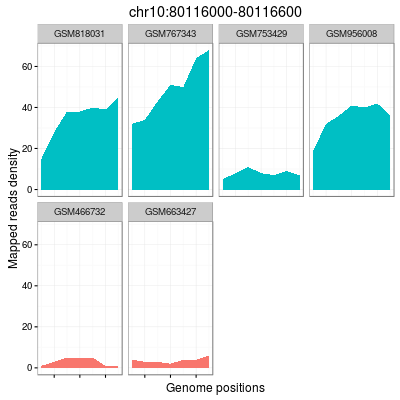 chr10:80116000-80116600
GSM818031 GSM767343 GSM753429 GSM956008
60
40
20
0
GSM466732 GSM663427
60
40
20
0
Mapped reads density
Genome positions